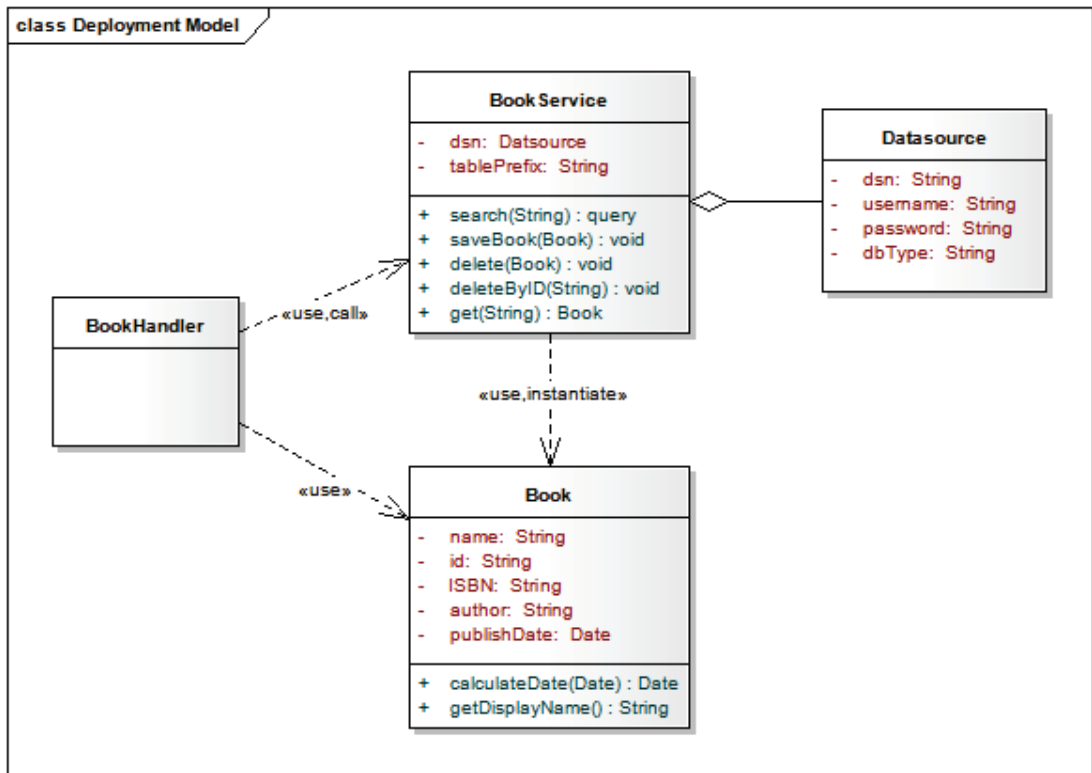 class Deployment Model
BookService
- dsn: Datsource
- tablePrefix: String
+ search(String) : query
+ saveBook(Book) : void
+ delete(Book) : void
+ deleteByID(String) : void
+ get(String) : Book
Datasource
- dsn: String
- username: String
- password: String
- dbType: String
BookHandler
«use,call»
«use,instantiate»
«use»
Book
- name: String
- id: String
- ISBN: String
- author: String
- publishDate: Date
+ calculateDate(Date) : Date
+ getDisplayName() : String